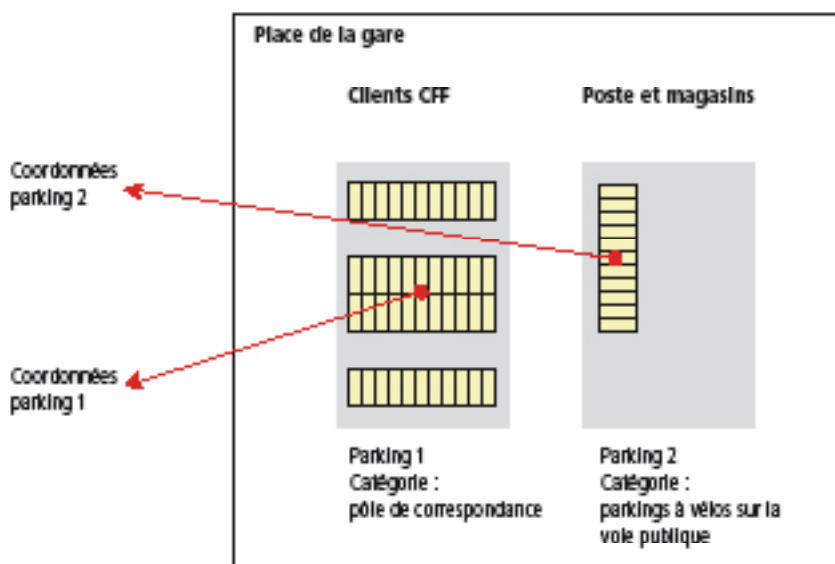 Place de la gare
Clients CFF
Poste et magasins
Coordonnées
parking 2
Coordonnées
parking 1
Parking 1
Catégorie :
pôle de correspondance
Parking 2
Catégorie :
parkings à vélos sur la
voie publique